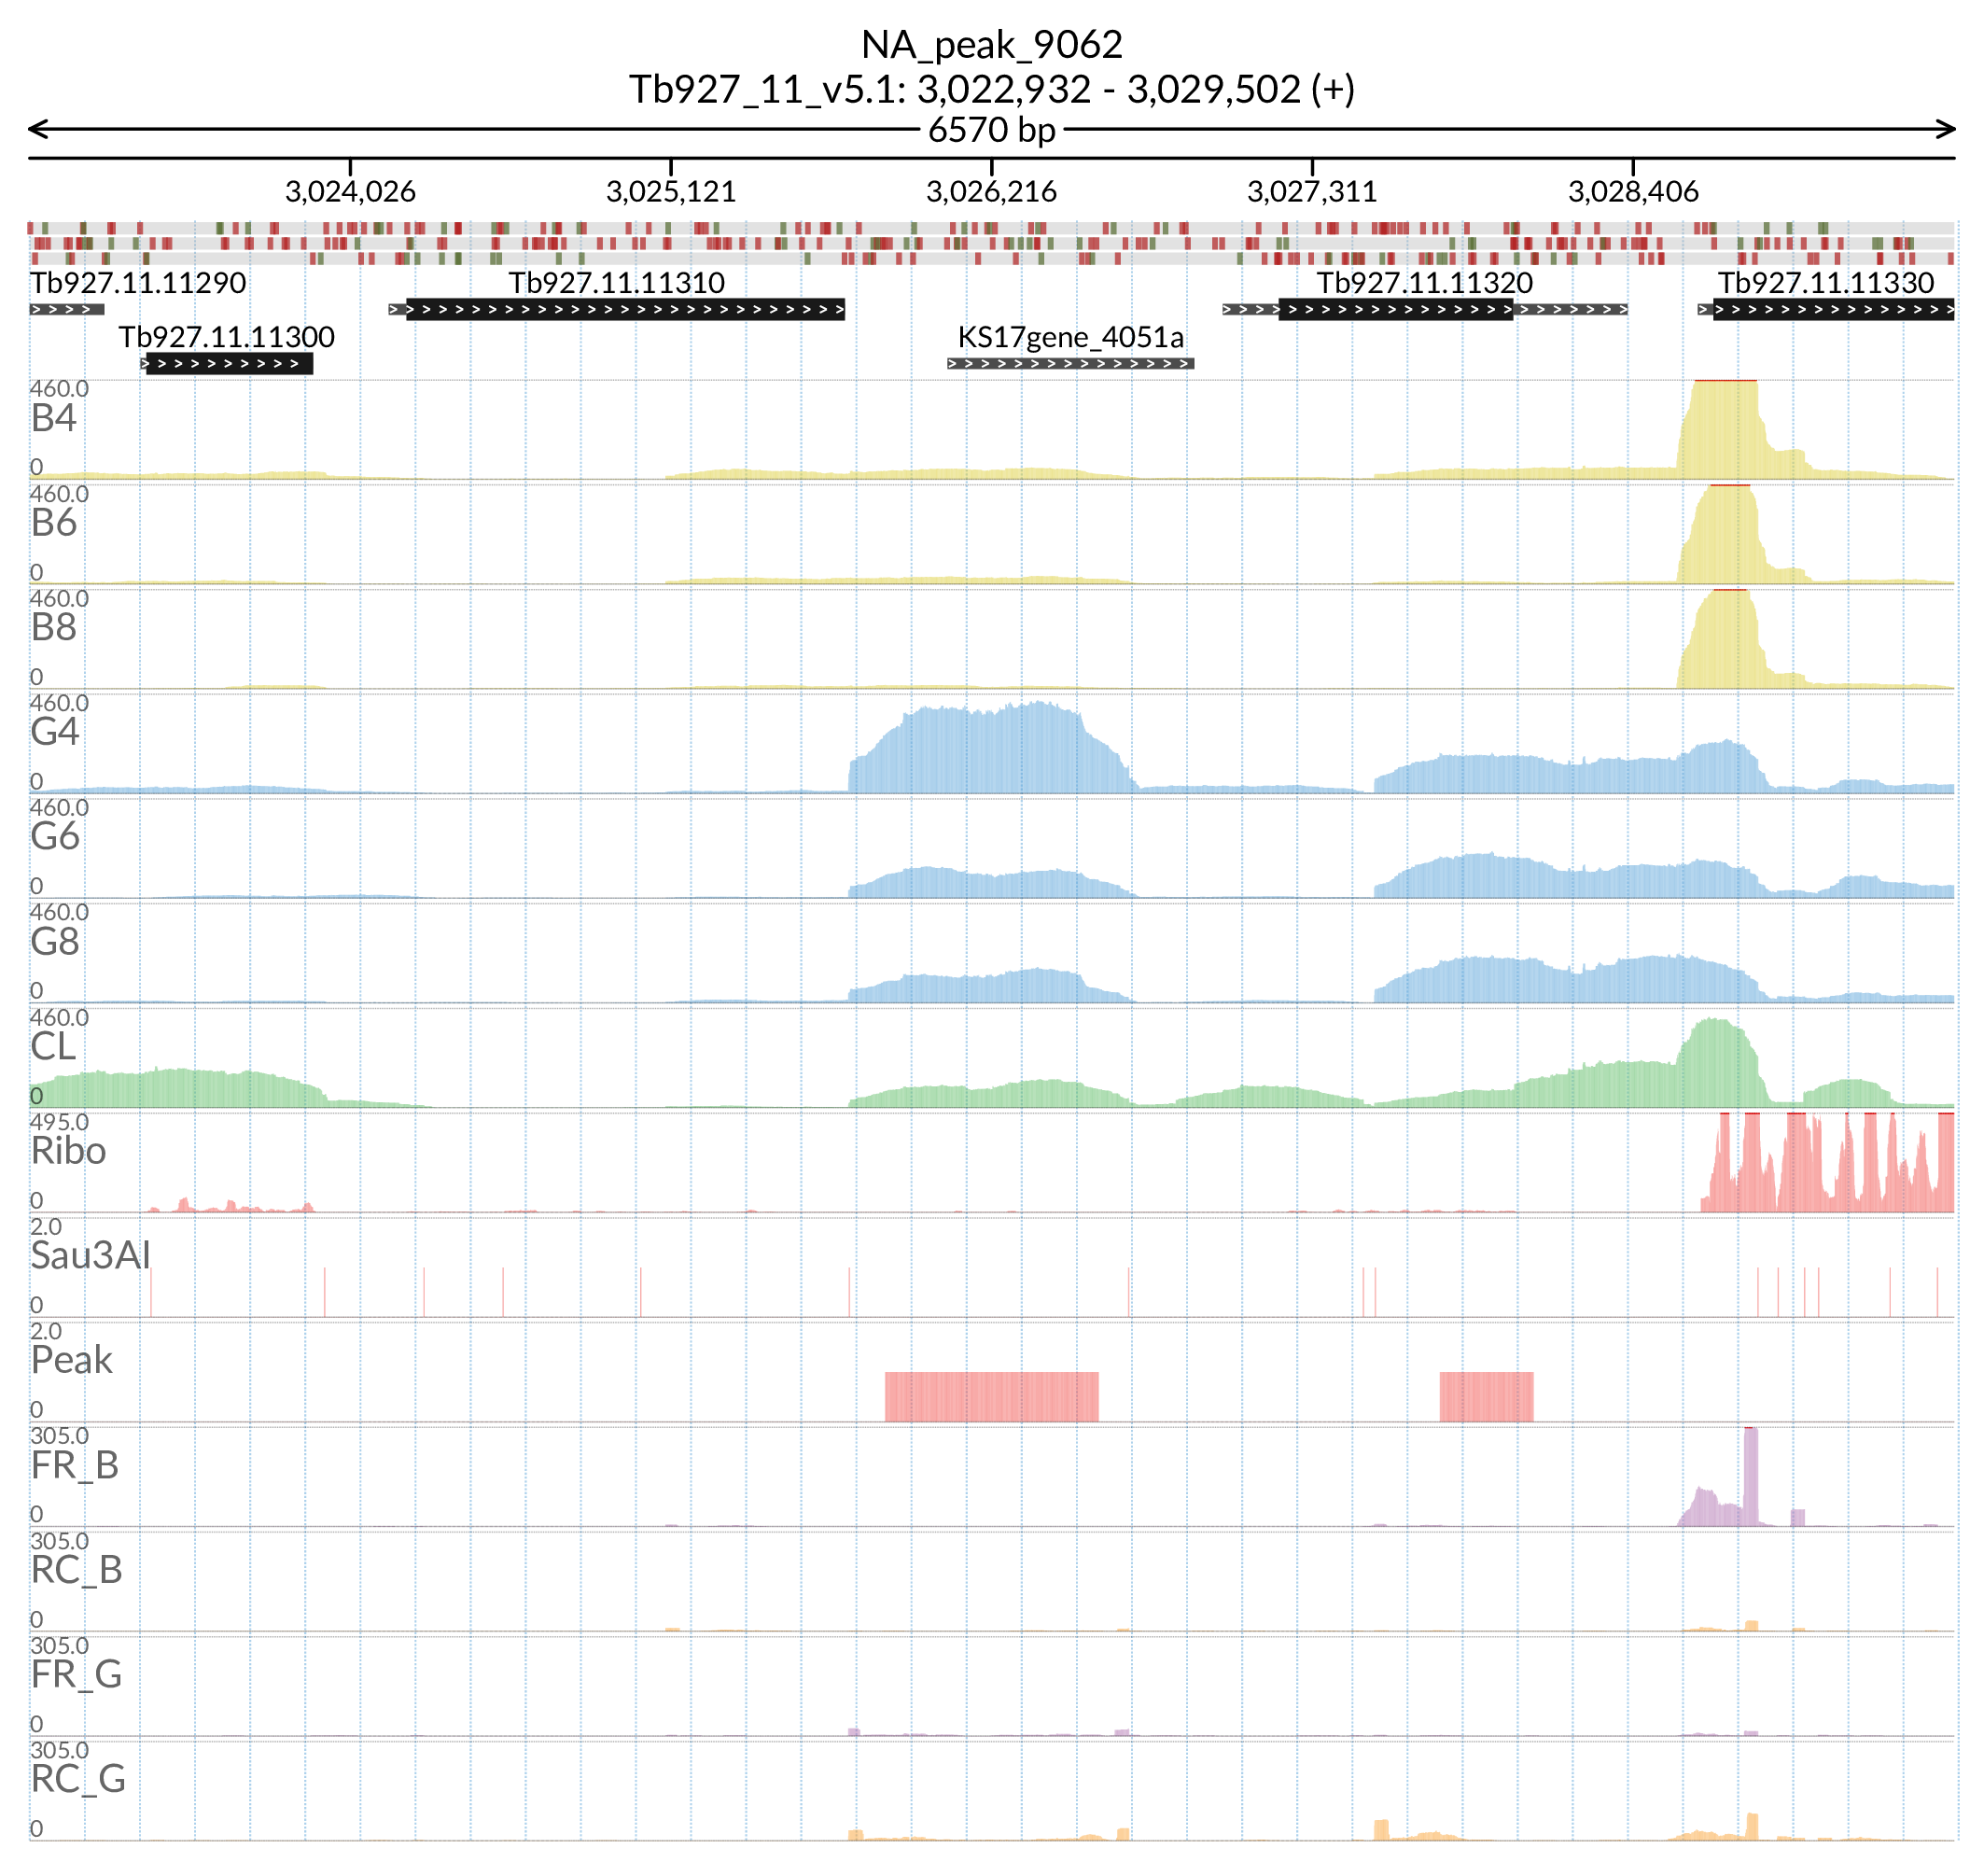 NA_peak_9062
Tb927_11_v5.1: 3,022,932 - 3,029,502 (+)
6570 bp
3,024,026 3,025,121 3,026,216 3,027,311 3,028,406
Tb927.11.11290 Tb927.11.11310 Tb927.11.11320 Tb927.11.11330
Tb927.11.11300 KS17gene_4051a
460.0
B4
0
460.0
B6
0
460.0
B8
0
460.0
G4
0
460.0
G6
0
460.0
G8
0
460.0
CL
0
495.0
Ribo
0
2.0
Sau3AI
0
2.0
Peak
0
305.0
FR_B
0
305.0
RC_B
0
305.0
FR_G
0
305.0
RC_G
0